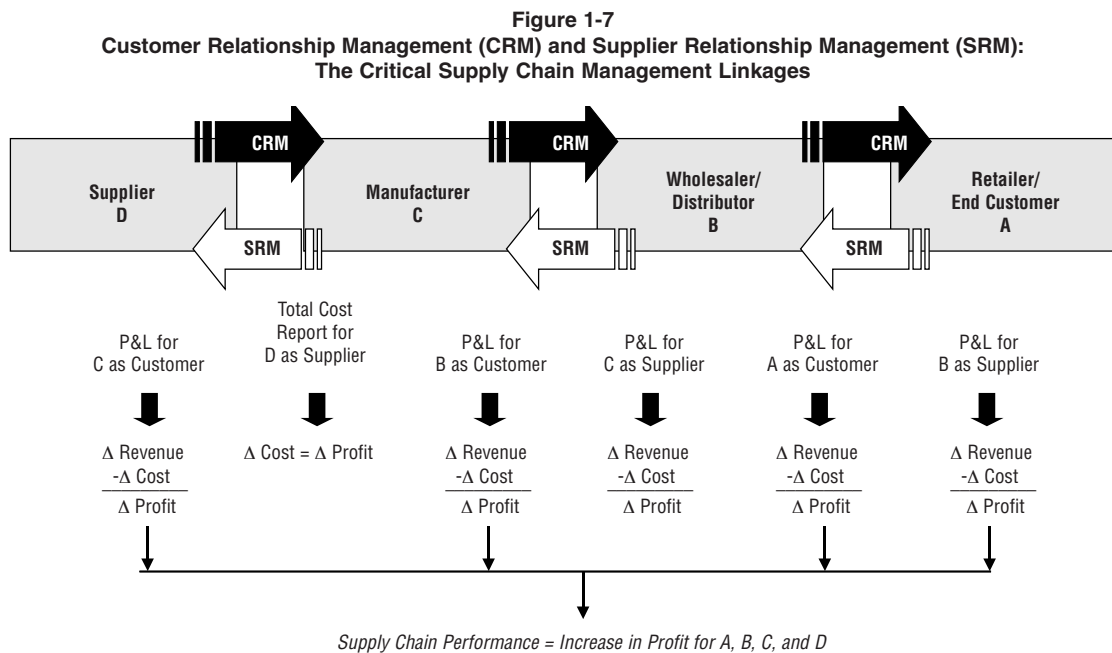 Figure 1-7
Customer Relationship Management (CRM) and Supplier Relationship Management (SRM):
The Critical Supply Chain Management Linkages
CRM
CRM
CRM
Supplier
D
Manufacturer
C
Wholesaler/
Distributor
B
Retailer/
End Customer
A
SRM
SRM
SRM
P&L for
C as Customer
Total Cost
Report for
D as Supplier
P&L for
B as Customer
P&L for
C as Supplier
P&L for
A as Customer
P&L for
B as Supplier
Δ Revenue
-Δ Cost
Δ Profit
Δ Cost = Δ Profit
Δ Revenue
-Δ Cost
Δ Profit
Δ Revenue
-Δ Cost
Δ Profit
Δ Revenue
-Δ Cost
Δ Profit
Δ Revenue
-Δ Cost
Δ Profit
Supply Chain Performance = Increase in Profit for A, B, C, and D